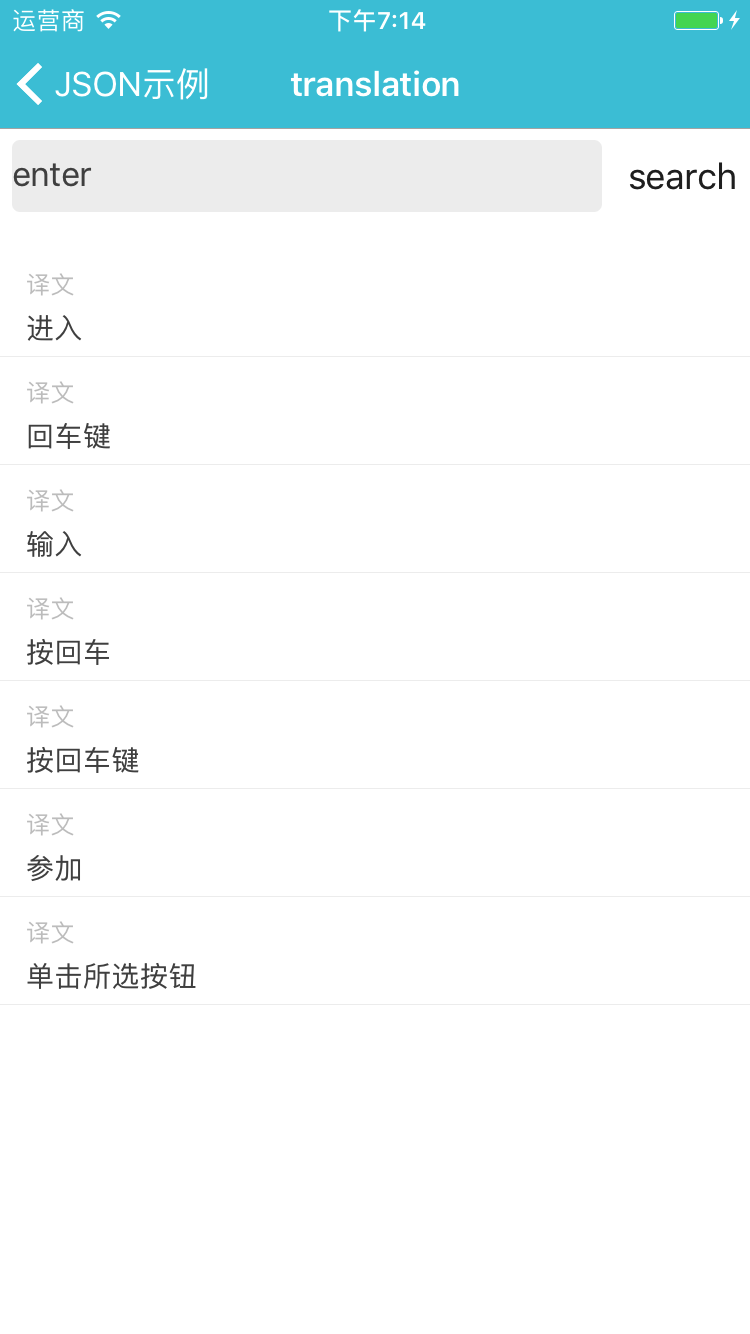 运营商 下午7:14
JSON示例 translation
enter search
译文
进入
译文
回车键
译文
输入
译文
按回车
译文
按回车键
译文
参加
译文
单击所选按钮